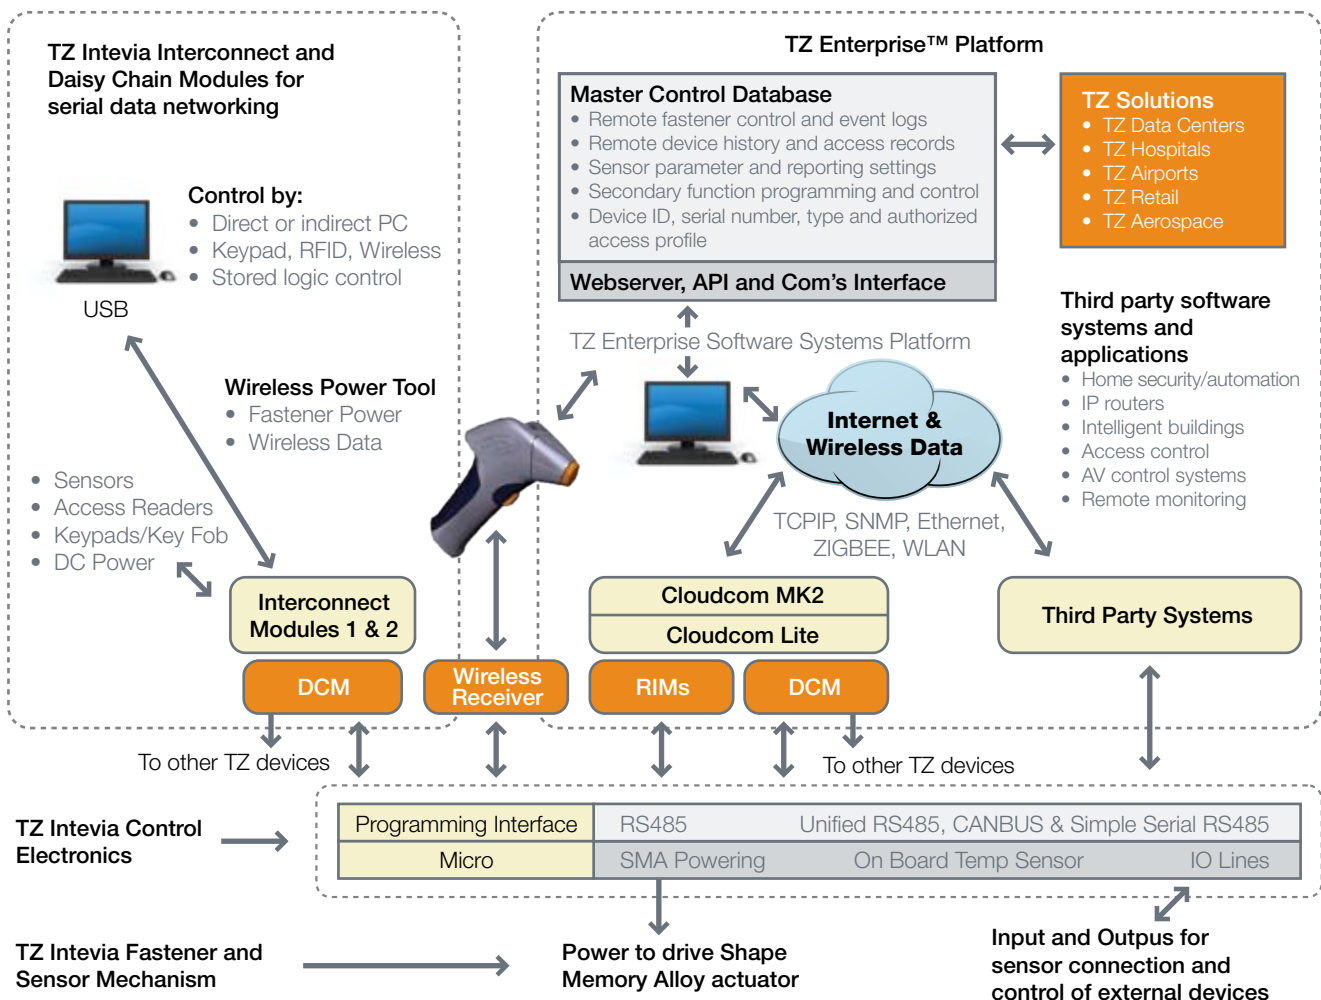 TZ Intevia Interconnect and
Daisy Chain Modules for
serial data networking
Control by:
• Direct or indirect PC
• Keypad, RFID, Wireless
• Stored logic control
USB
Wireless Power Tool
• Fastener Power
• Wireless Data
• Sensors
• Access Readers
• Keypads/Key Fob
• DC Power
Interconnect
Modules 1 & 2
DCM
To other TZ devices
Wireless
Receiver
TZ Enterprise™ Platform
Master Control Database
• Remote fastener control and event logs
• Remote device history and access records
• Sensor parameter and reporting settings
• Secondary function programming and control
• Device ID, serial number, type and authorized
access profile
Webserver, API and Com's Interface
TZ Solutions
• TZ Data Centers
• TZ Hospitals
• TZ Airports
• TZ Retail
• TZ Aerospace
TZ Enterprise Software Systems Platform
Internet &
Wireless Data
Third party software
systems and
applications
• Home security/automation
• IP routers
• Intelligent buildings
• Access control
• AV control systems
• Remote monitoring
TCPIP, SNMP, Ethernet,
ZIGBEE, WLAN
Cloudcom MK2
Cloudcom Lite
RIMs
DCM
Third Party Systems
To other TZ devices
TZ Intevia Control
Electronics
Programming Interface
RS485
Unified RS485, CANBUS & Simple Serial RS485
Micro
SMA Powering
On Board Temp Sensor
IO Lines
TZ Intevia Fastener and
Sensor Mechanism
Power to drive Shape
Memory Alloy actuator
Input and Outpus for
sensor connection and
control of external devices